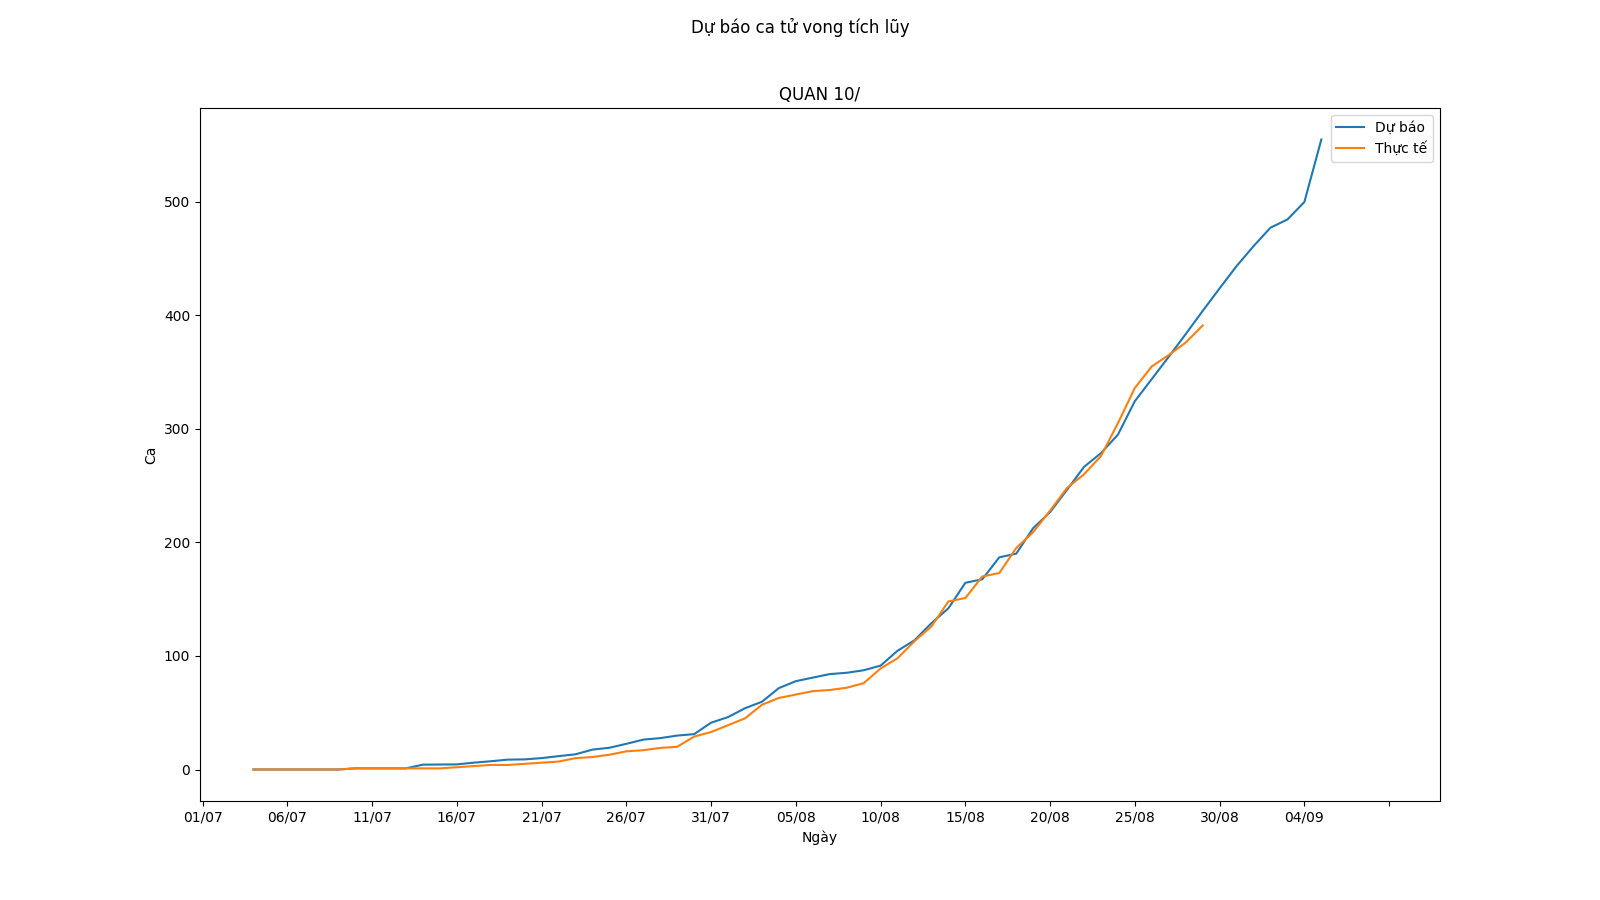 Dự báo ca tử vong tích lũy
QUAN 10/
Dự báo
Thực tế
500
400
300
200
100
0
Ca
01/07 06/07 11/07 16/07 21/07 26/07 31/07 05/08 10/08 15/08 20/08 25/08 30/08 04/09
Ngày